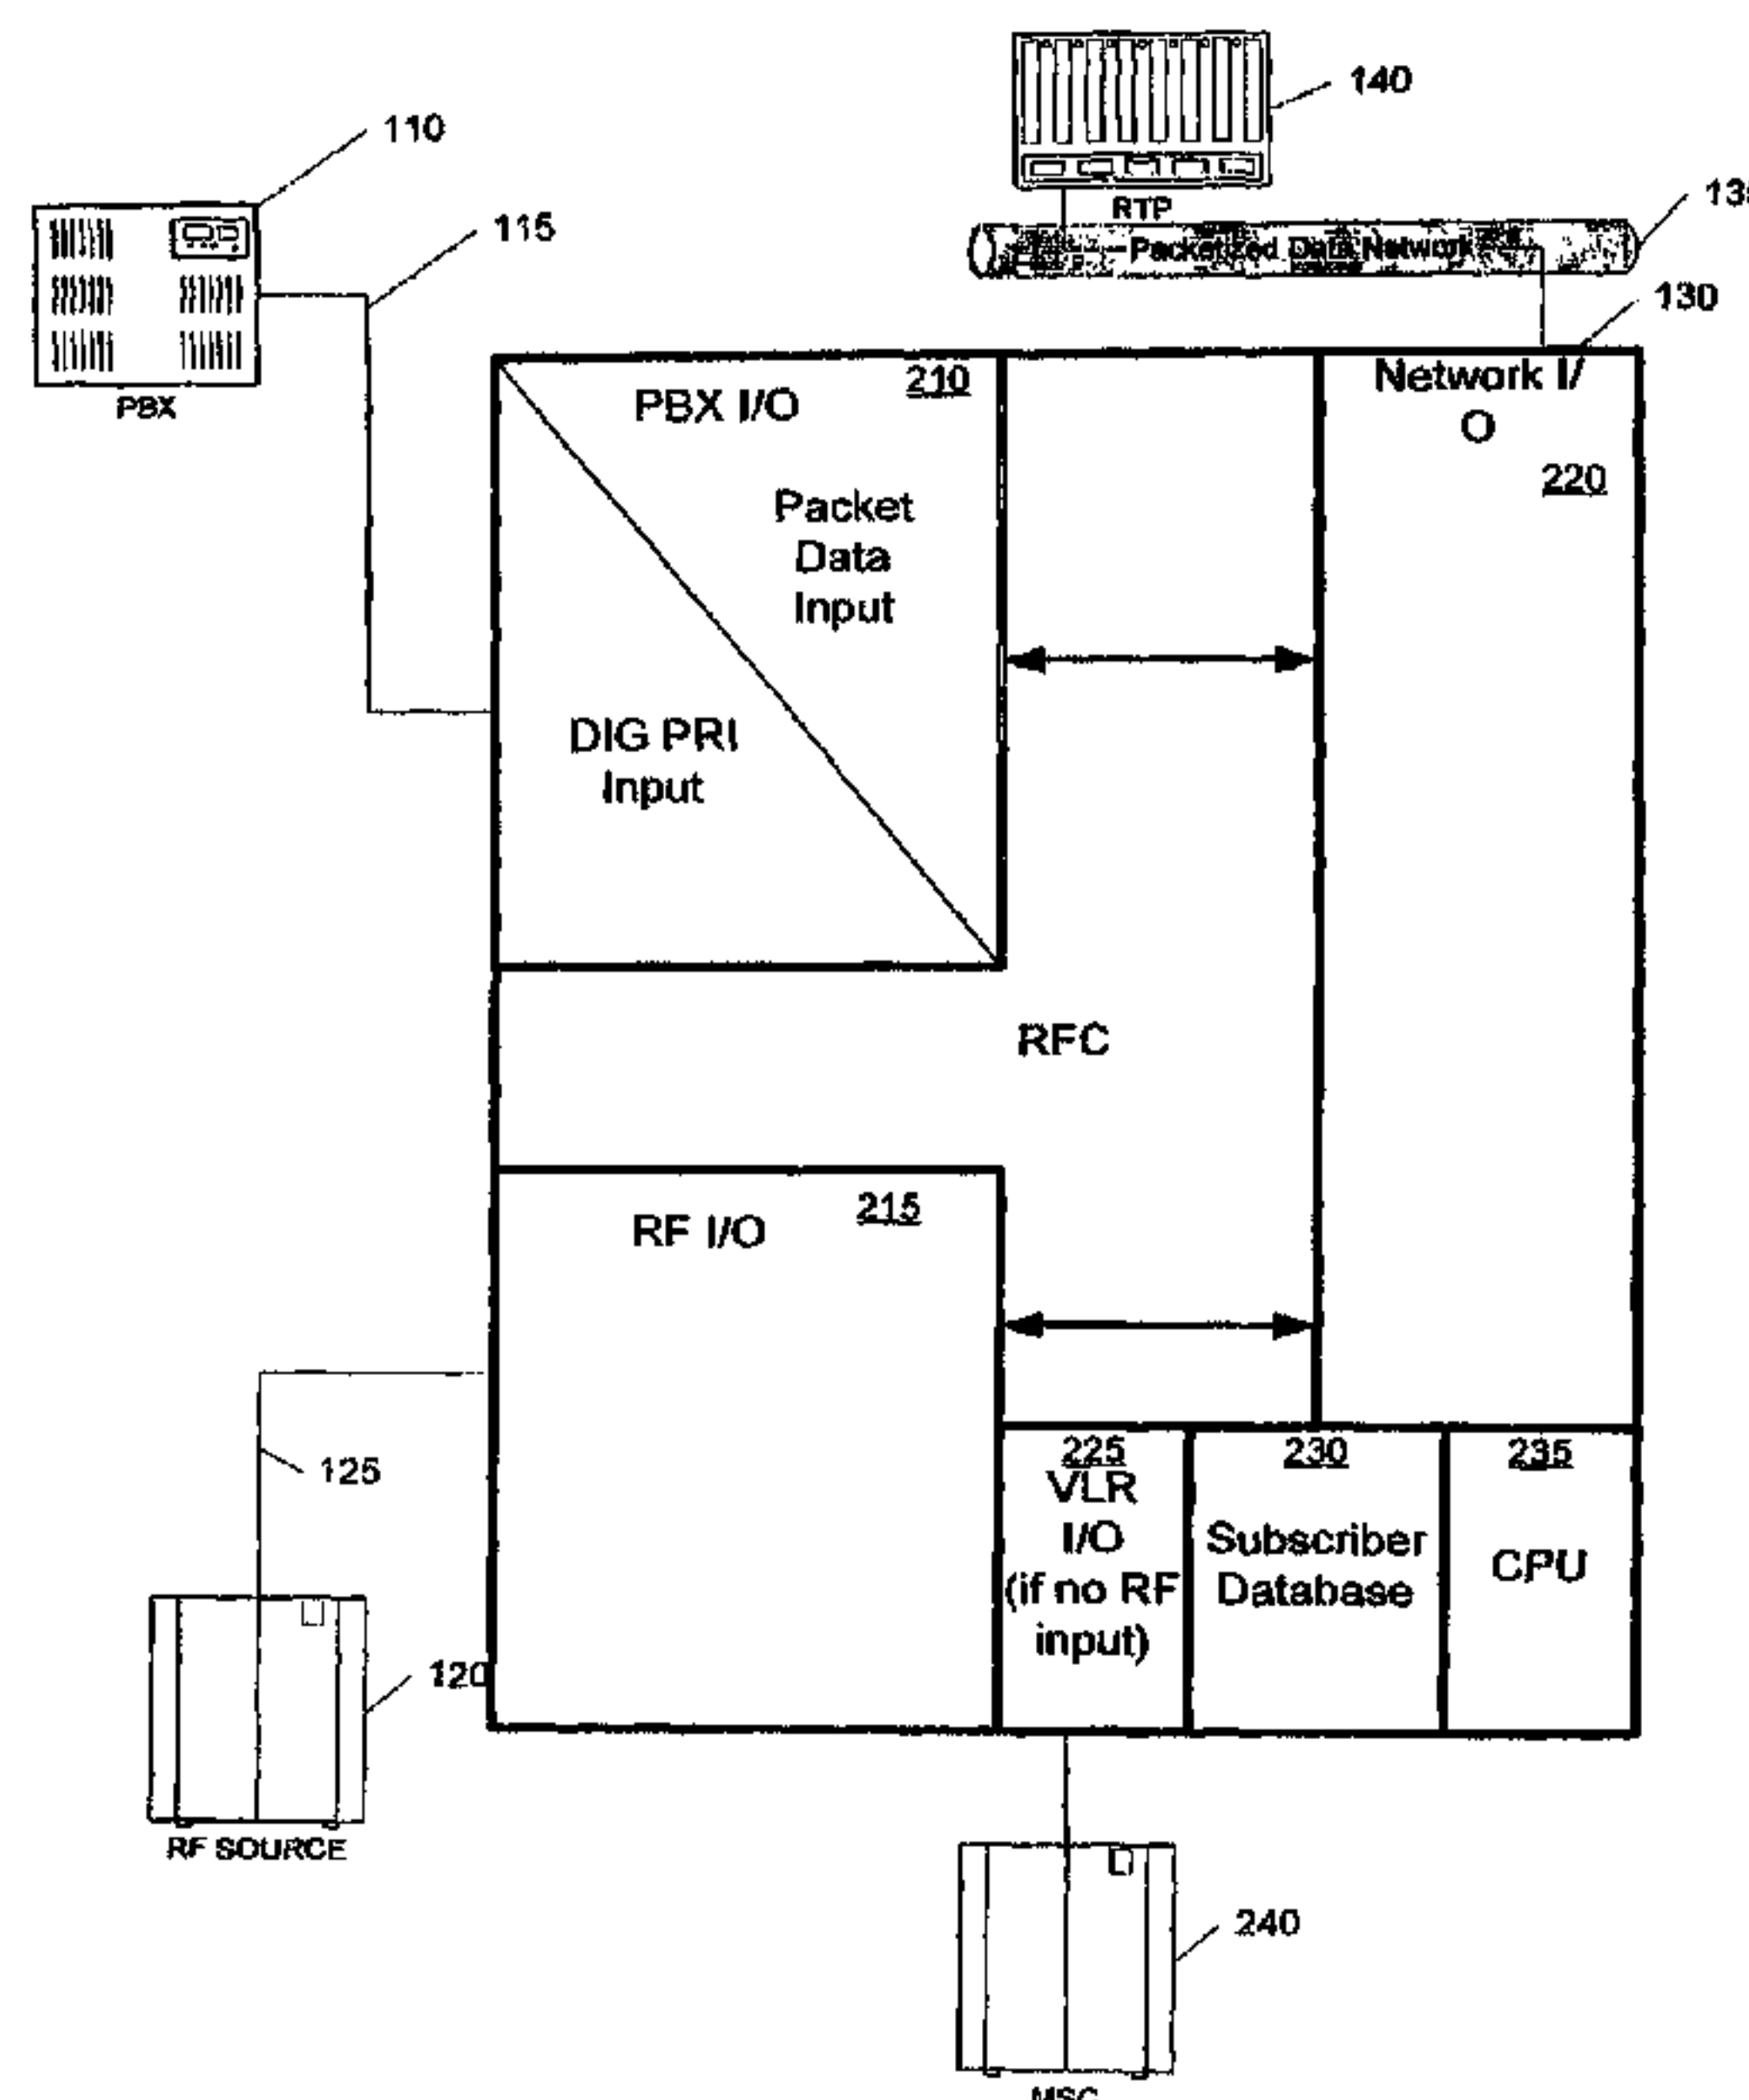 140
110
RTP
115
Packetized Data Network
130
PBX
210
PBX I/O
Network I/
O
220
Packet
Data
Input
DIG PRI
Input
RFC
215
RF I/O
125
225
VLR
I/O
(if no RF
input)
230
Subscriber
Database
235
CPU
120
RF SOURCE
240
MSC